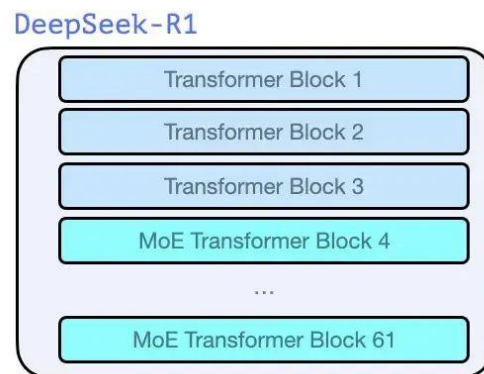 DeepSeek-R1
Transformer Block 1
Transformer Block 2
Transformer Block 3
MoE Transformer Block 4
...
MoE Transformer Block 61